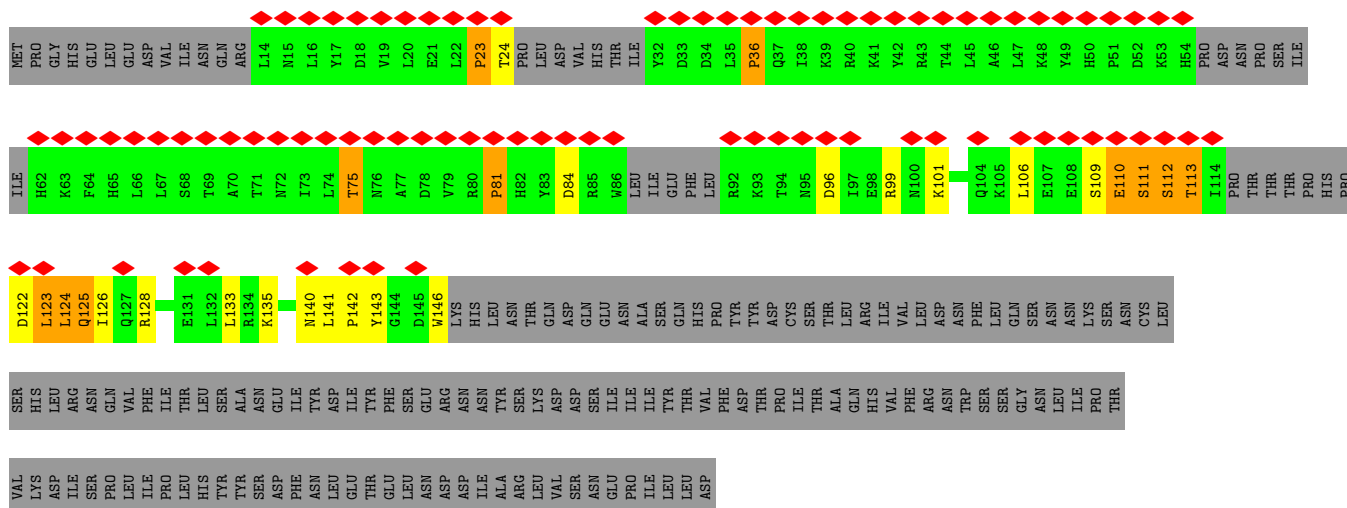 MET PRO GLY HIS GLU LEU GLU ASP VAL ILE ASN GLN ARG L14 N15 L16 Y17 D18 V19 L20 E21 L22 P23 T24 PRO LEU ASP VAL HIS THR ILE Y32 D33 D34 L35 P36 Q37 I38 K39 R40 K41 Y42 R43 T44 L45 A46 L47 K48 Y49 H50 P51 D52 K53 H54 PRO ASP ASN PRO SER ILE
ILE H62 K63 F64 H65 L66 L67 S68 T69 A70 T71 N72 I73 L74 T75 N76 A77 D78 V79 R80 P81 H82 Y83 D84 R85 W86 LEU ILE GLU PHE LEU R92 K93 T94 N95 D96 I97 E98 R99 N100 K101 Q104 K105 L106 E107 E108 S109 E110 S111 S112 T113 I114 PRO THR THR THR PRO HIS PRO
D122 L123 L124 Q125 I126 Q127 R128 E131 L132 L133 R134 K135 N140 L141 P142 Y143 G144 D145 W146 LYS HIS LEU ASN THR GLN ASP GLN GLU ASN ALA SER GLN HIS PRO TYR TYR ASP CYS SER THR LEU ARG ILE VAL LEU ASP ASN PHE LEU GLN SER ASN ASN LYS SER ASN CYS LEU
SER HIS LEU ARG ASN GLN VAL PHE ILE THR LEU SER ALA ASN GLU ILE TYR ASP ILE TYR PHE SER GLU ARG ASN ASN TYR SER LYS ASP ASP SER ILE ILE ILE TYR THR VAL PHE ASP THR PRO ILE THR ALA GLN HIS VAL PHE ARG ASN TRP SER SER GLY ASN LEU ILE PRO THR
VAL LYS ASP ILE SER PRO LEU ILE PRO LEU HIS TYR TYR SER ASP PHE ASN LEU GLU THR GLU LEU ASN ASP ASP ILE ALA ARG LEU VAL SER ASN GLU PRO ILE LEU LEU ASP